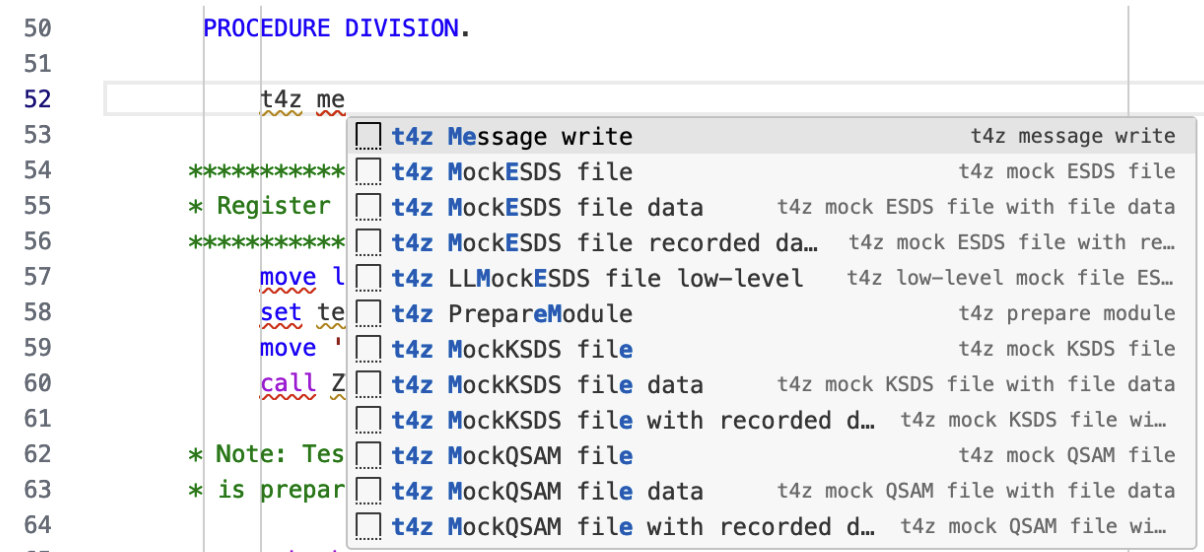 50 PROCEDURE DIVISION.
51
52 t4z me
53 t4z Message write t4z message write
54 *********** t4z MockESDS file t4z mock ESDS file
55 * Register t4z MockESDS file data t4z mock ESDS file with file data
56 *********** t4z MockESDS file recorded da… t4z mock ESDS file with re…
57 move l t4z LLMockESDS file low-level t4z low-level mock file ES…
58 set te t4z PrepareModule t4z prepare module
59 move ' t4z MockKSDS file t4z mock KSDS file
60 call Z t4z MockKSDS file data t4z mock KSDS file with file data
61 t4z MockKSDS file with recorded d… t4z mock KSDS file wi…
62 * Note: Tes t4z MockQSAM file t4z mock QSAM file
63 * is prepar t4z MockQSAM file data t4z mock QSAM file with file data
64 t4z MockQSAM file with recorded d… t4z mock QSAM file wi…